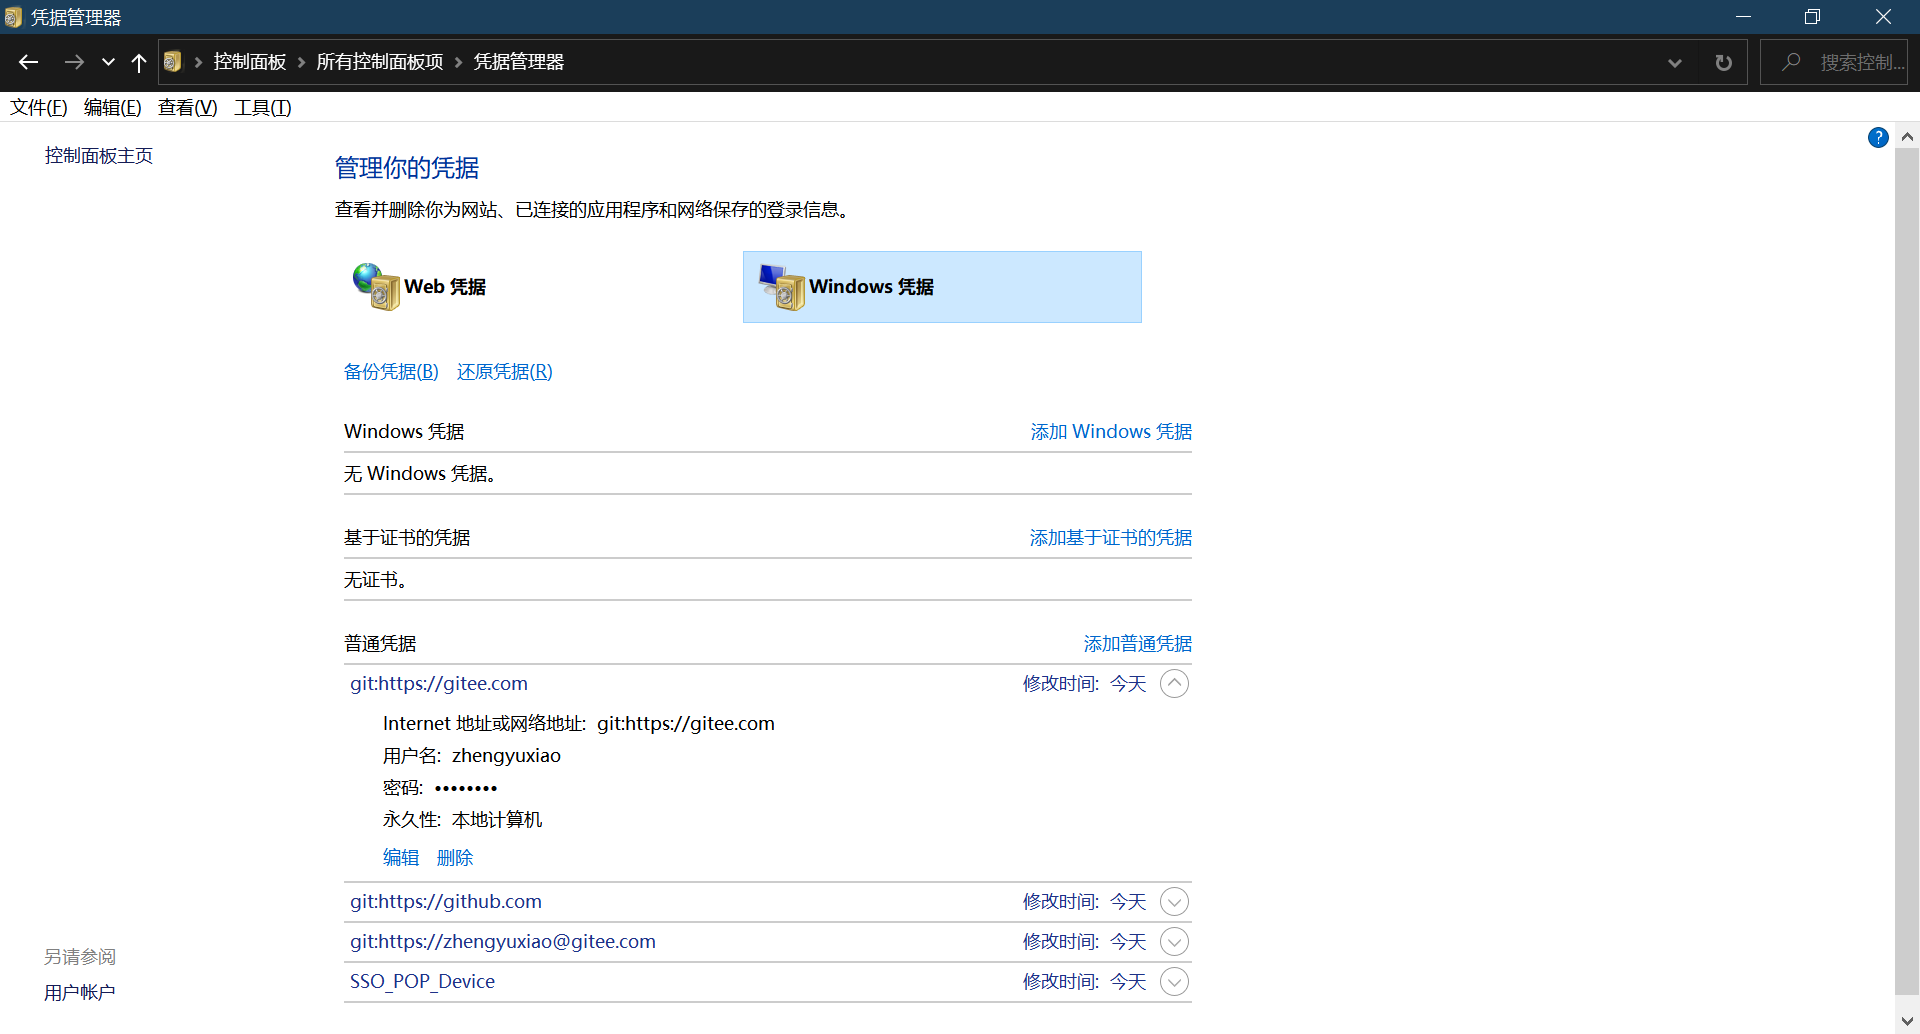 凭据管理器
控制面板 所有控制面板项 凭据管理器
搜索控制...
文件(F) 编辑(E) 查看(V) 工具(T)
控制面板主页
管理你的凭据
查看并删除你为网站、已连接的应用程序和网络保存的登录信息。
Web 凭据
Windows 凭据
备份凭据(B) 还原凭据(R)
Windows 凭据 添加 Windows 凭据
无 Windows 凭据。
基于证书的凭据 添加基于证书的凭据
无证书。
普通凭据 添加普通凭据
git:https://gitee.com 修改时间: 今天
Internet 地址或网络地址: git:https://gitee.com
用户名: zhengyuxiao
密码: ••••••••
永久性: 本地计算机
编辑 删除
git:https://github.com 修改时间: 今天
git:https://zhengyuxiao@gitee.com 修改时间: 今天
SSO_POP_Device 修改时间: 今天
另请参阅
用户帐户